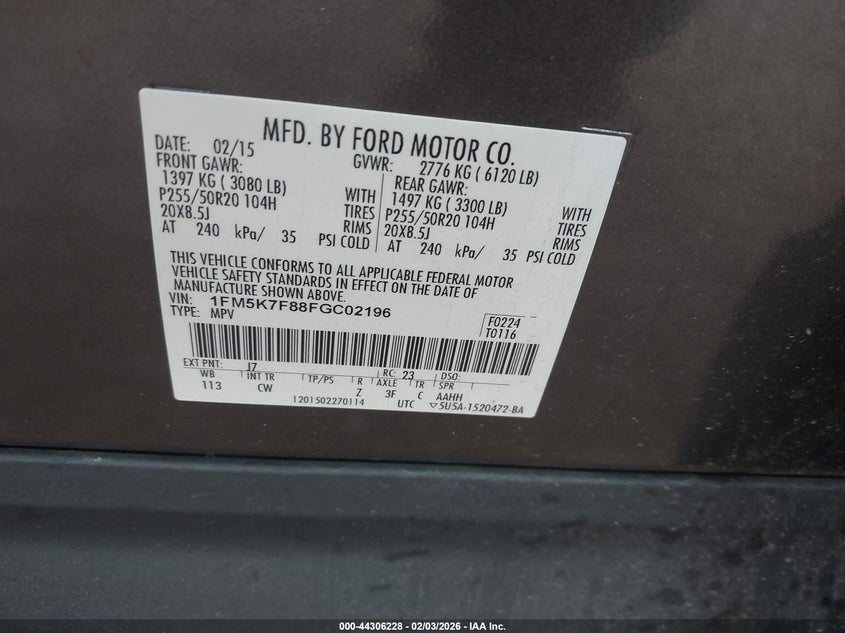 MFD. BY FORD MOTOR CO.
DATE: 02/15 GVWR: 2776 KG ( 6120 LB)
FRONT GAWR: REAR GAWR:
1397 KG ( 3080 LB) WITH 1497 KG ( 3300 LB) WITH
P255/50R20 104H TIRES P255/50R20 104H TIRES
20X8.5J RIMS 20X8.5J RIMS
AT 240 kPa/ 35 PSI COLD AT 240 kPa/ 35 PSI COLD
THIS VEHICLE CONFORMS TO ALL APPLICABLE FEDERAL MOTOR
VEHICLE SAFETY STANDARDS IN EFFECT ON THE DATE OF
MANUFACTURE SHOWN ABOVE.
VIN: 1FM5K7F88FGC02196
TYPE: MPV
F0224
T0116
EXT PNT: J7 RC: 23 DSO:
WB INT TR TP/PS R AXLE TR SPR
113 CW Z 3F C AAHH
1201502270114 UTC ▽5U5A-1520472-BA
000-44306228 - 02/03/2026 - IAA Inc.